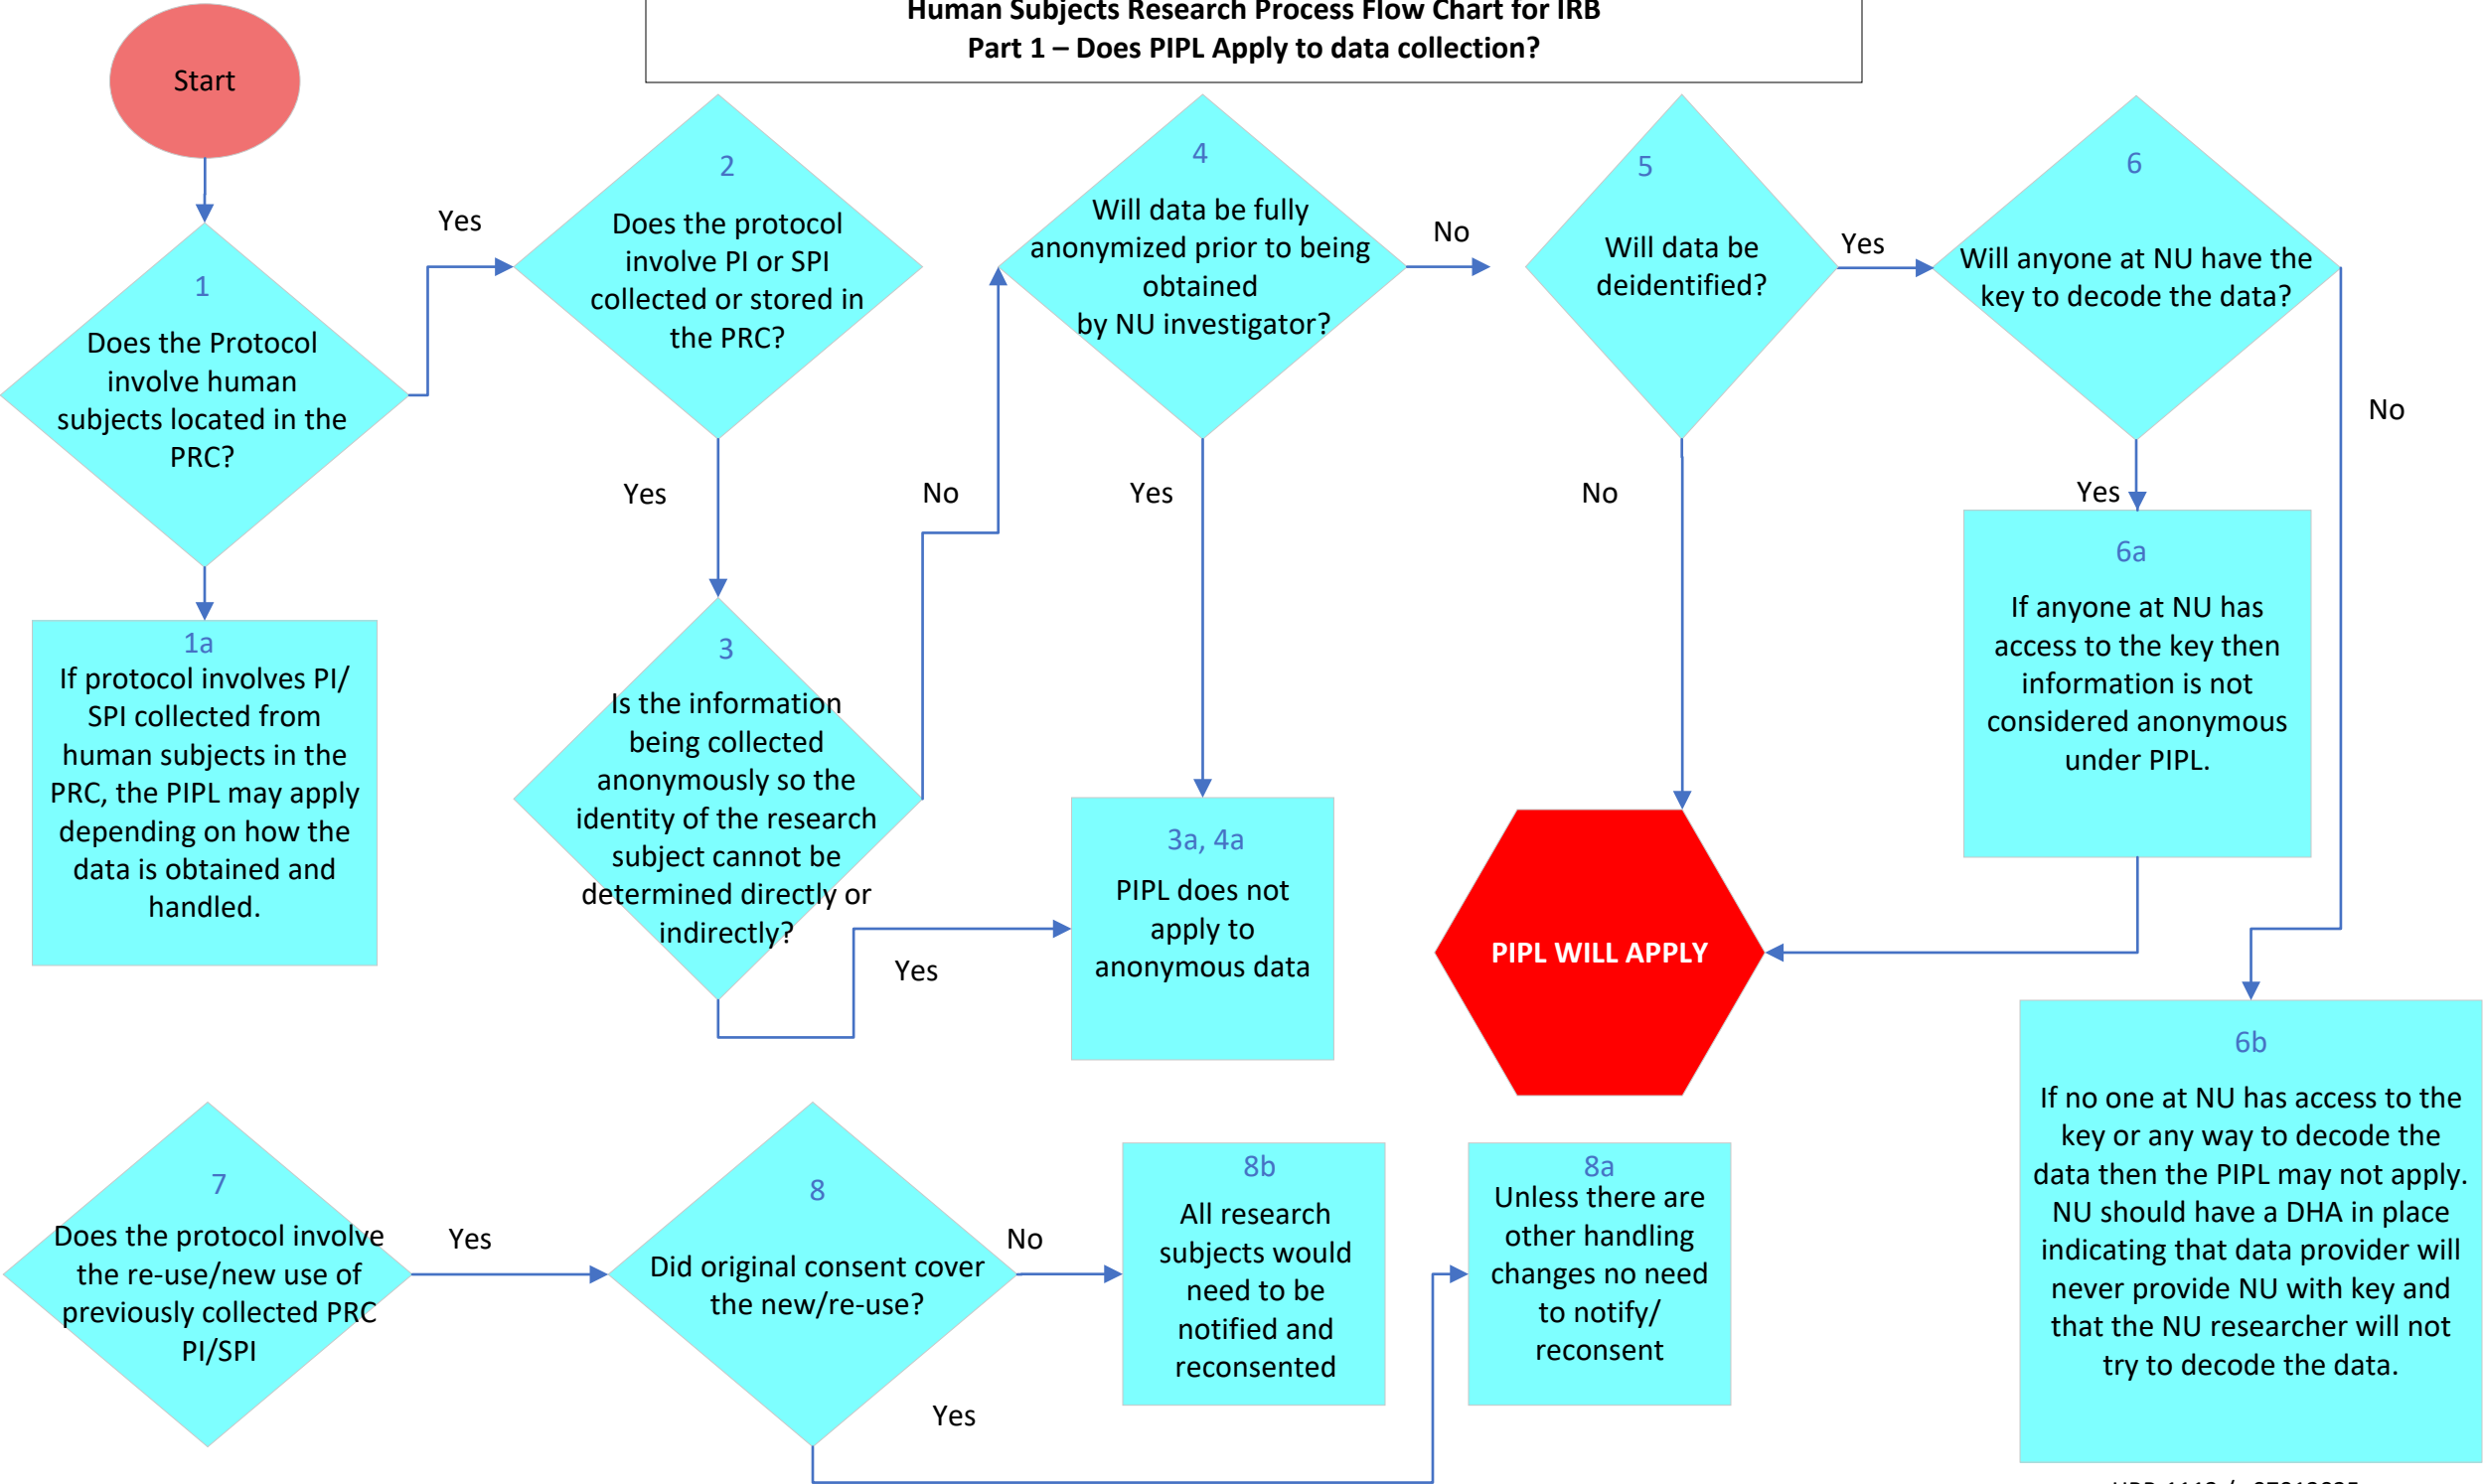 Human Subjects Research Process Flow Chart for IRB
Part 1 – Does PIPL Apply to data collection?
Start
1
Does the Protocol
involve human
subjects located in the
PRC?
Yes
1a
If protocol involves PI/
SPI collected from
human subjects in the
PRC, the PIPL may apply
depending on how the
data is obtained and
handled.
2
Does the protocol
involve PI or SPI
collected or stored in
the PRC?
Yes
3
Is the information
being collected
anonymously so the
identity of the research
subject cannot be
determined directly or
indirectly?
No
Yes
4
Will data be fully
anonymized prior to being
obtained
by NU investigator?
No
Yes
3a, 4a
PIPL does not
apply to
anonymous data
5
Will data be
deidentified?
Yes
No
PIPL WILL APPLY
6
Will anyone at NU have the
key to decode the data?
No
Yes
6a
If anyone at NU has
access to the key then
information is not
considered anonymous
under PIPL.
6b
If no one at NU has access to the
key or any way to decode the
data then the PIPL may not apply.
NU should have a DHA in place
indicating that data provider will
never provide NU with key and
that the NU researcher will not
try to decode the data.
7
Does the protocol involve
the re-use/new use of
previously collected PRC
PI/SPI
Yes
8
Did original consent cover
the new/re-use?
No
Yes
8b
All research
subjects would
need to be
notified and
reconsented
8a
Unless there are
other handling
changes no need
to notify/
reconsent